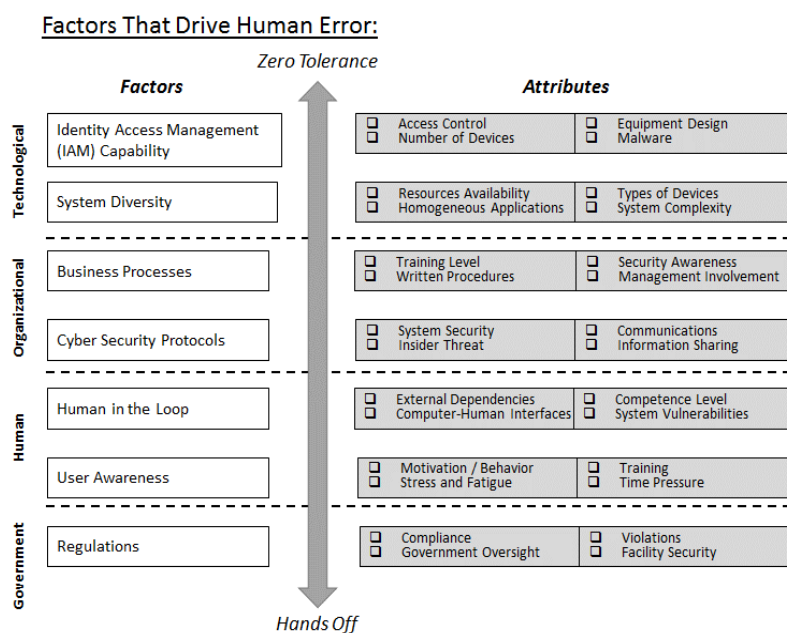 Factors That Drive Human Error:
Zero Tolerance
Factors
Attributes
Technological
Identity Access Management
(IAM) Capability
Access Control
Number of Devices
Equipment Design
Malware
System Diversity
Resources Availability
Homogeneous Applications
Types of Devices
System Complexity
Organizational
Business Processes
Training Level
Written Procedures
Security Awareness
Management Involvement
Cyber Security Protocols
System Security
Insider Threat
Communications
Information Sharing
Human
Human in the Loop
External Dependencies
Computer-Human Interfaces
Competence Level
System Vulnerabilities
User Awareness
Motivation / Behavior
Stress and Fatigue
Training
Time Pressure
Government
Regulations
Compliance
Government Oversight
Violations
Facility Security
Hands Off